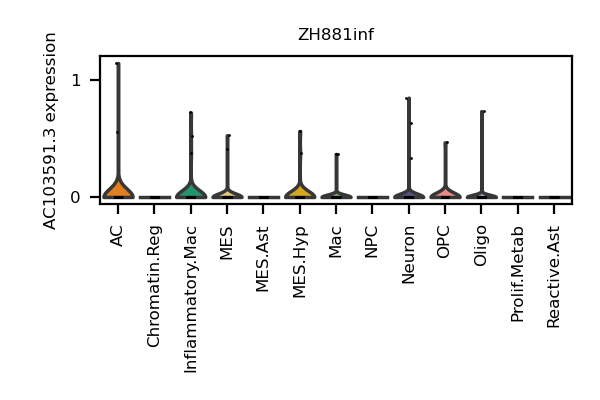 ZH881inf
AC103591.3 expression
1
0
AC
Chromatin.Reg
Inflammatory.Mac
MES
MES.Ast
MES.Hyp
Mac
NPC
Neuron
OPC
Oligo
Prolif.Metab
Reactive.Ast